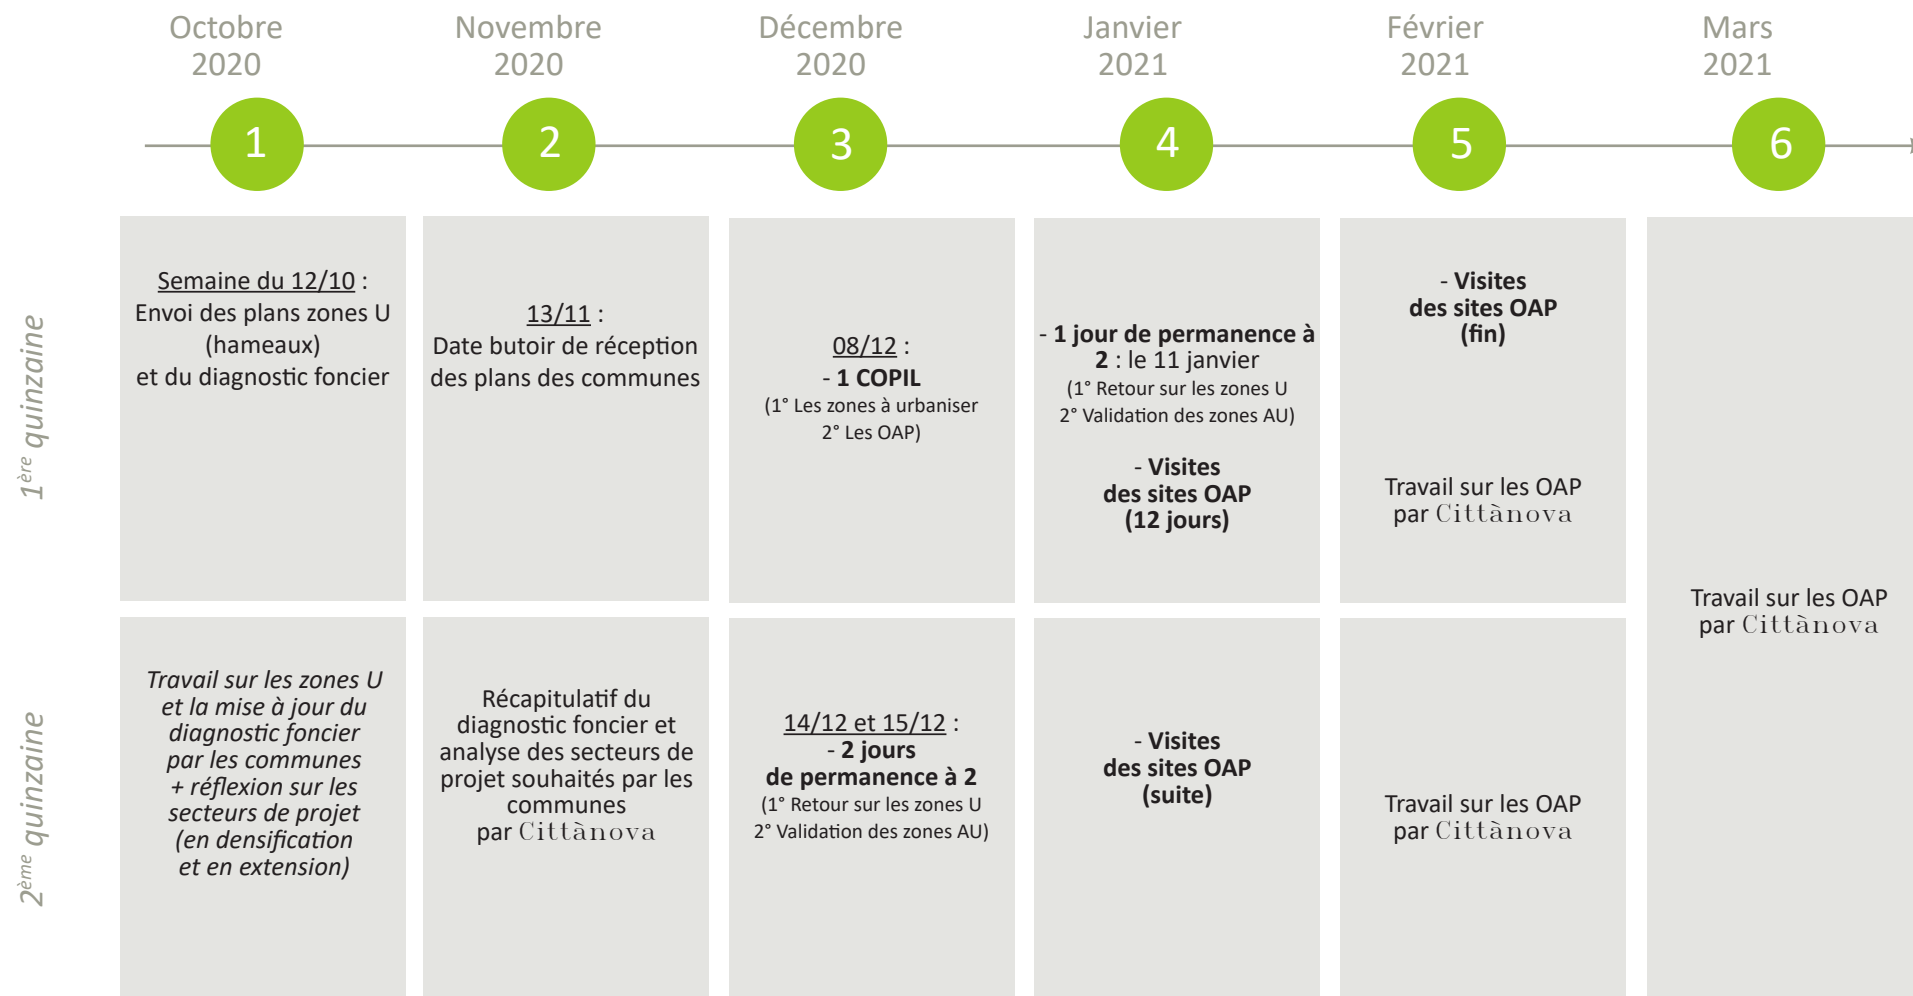 Octobre
2020
Novembre
2020
Décembre
2020
Janvier
2021
Février
2021
Mars
2021
1
2
3
4
5
6
1ère quinzaine
Semaine du 12/10 :
Envoi des plans zones U
(hameaux)
et du diagnostic foncier
13/11 :
Date butoir de réception
des plans des communes
08/12 :
- 1 COPIL
(1° Les zones à urbaniser
2° Les OAP)
- 1 jour de permanence à
2 : le 11 janvier
(1° Retour sur les zones U
2° Validation des zones AU)
- Visites
des sites OAP
(12 jours)
- Visites
des sites OAP
(fin)
Travail sur les OAP
par Cittànova
Travail sur les OAP
par Cittànova
2ème quinzaine
Travail sur les zones U
et la mise à jour du
diagnostic foncier
par les communes
+ réflexion sur les
secteurs de projet
(en densification
et en extension)
Récapitulatif du
diagnostic foncier et
analyse des secteurs de
projet souhaités par les
communes
par Cittànova
14/12 et 15/12 :
- 2 jours
de permanence à 2
(1° Retour sur les zones U
2° Validation des zones AU)
- Visites
des sites OAP
(suite)
Travail sur les OAP
par Cittànova